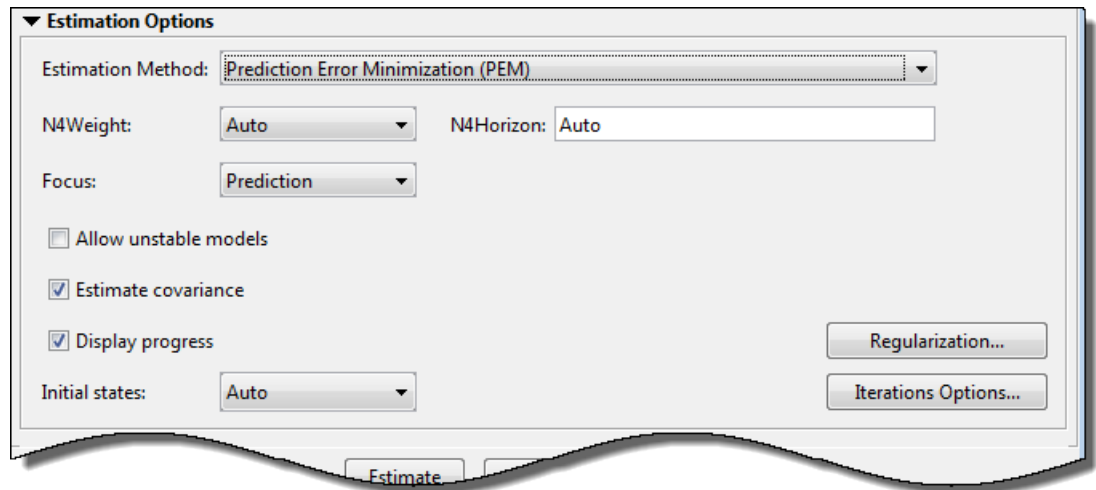 Estimation Options
Estimation Method: Prediction Error Minimization (PEM)
N4Weight: Auto N4Horizon: Auto
Focus: Prediction
Allow unstable models
Estimate covariance
Display progress Regularization...
Initial states: Auto Iterations Options...
Estimate